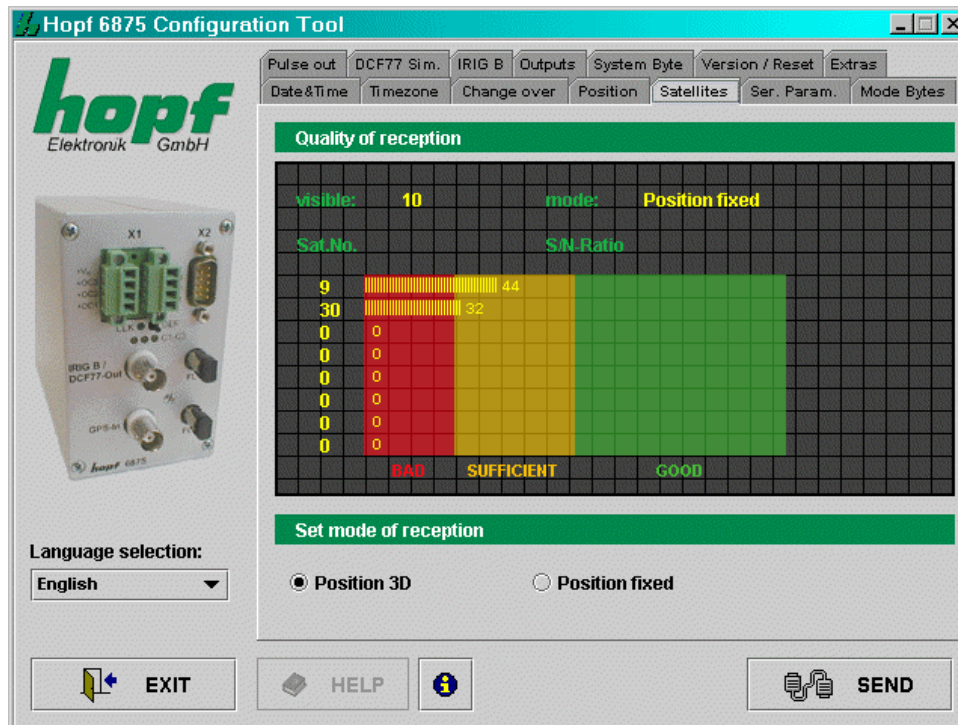 Hopf 6875 Configuration Tool
hopf
Elektronik GmbH
Pulse out DCF77 Sim. IRIG B Outputs System Byte Version / Reset Extras
Date&Time Timezone Change over Position Satellites Ser. Param. Mode Bytes
Quality of reception
visible: 10 mode: Position fixed
Sat.No. S/N-Ratio
9 44
30 32
0 0
0 0
0 0
0 0
0 0
0 0
BAD SUFFICIENT GOOD
X1 X2
IRIG B /
DCF77-Out
GPS-In
hopf 6875
Set mode of reception
Position 3D Position fixed
Language selection:
English
EXIT HELP SEND